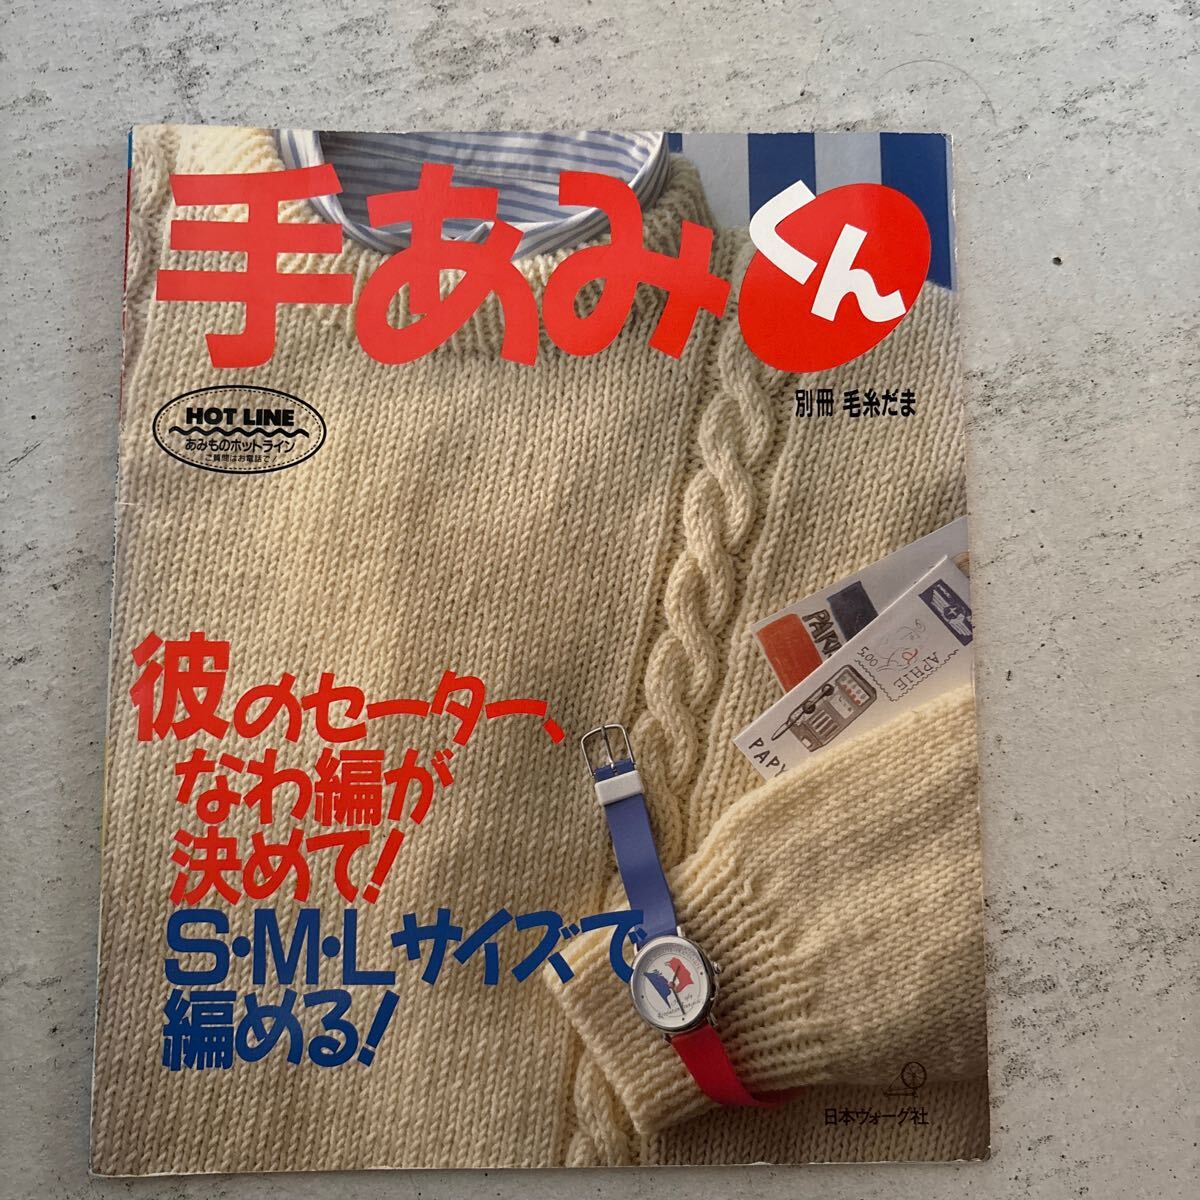 手あみくん
別冊 毛糸だま
HOT LINE
あみものホットライン
ご質問はお電話で!
彼のセーター、
なわ編が
決めて!
S・M・Lサイズで
編める!
5.00
APHIE
PAPY
日本ヴォーグ社